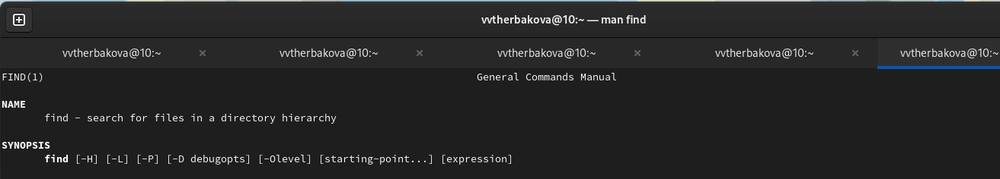 vvtherbakova@10:~ — man find
vvtherbakova@10:~ × vvtherbakova@10:~ × vvtherbakova@10:~ × vvtherbakova@10:~ × vvtherbakova@10:~
FIND(1) General Commands Manual
NAME
find - search for files in a directory hierarchy
SYNOPSIS
find [-H] [-L] [-P] [-D debugopts] [-Olevel] [starting-point...] [expression]